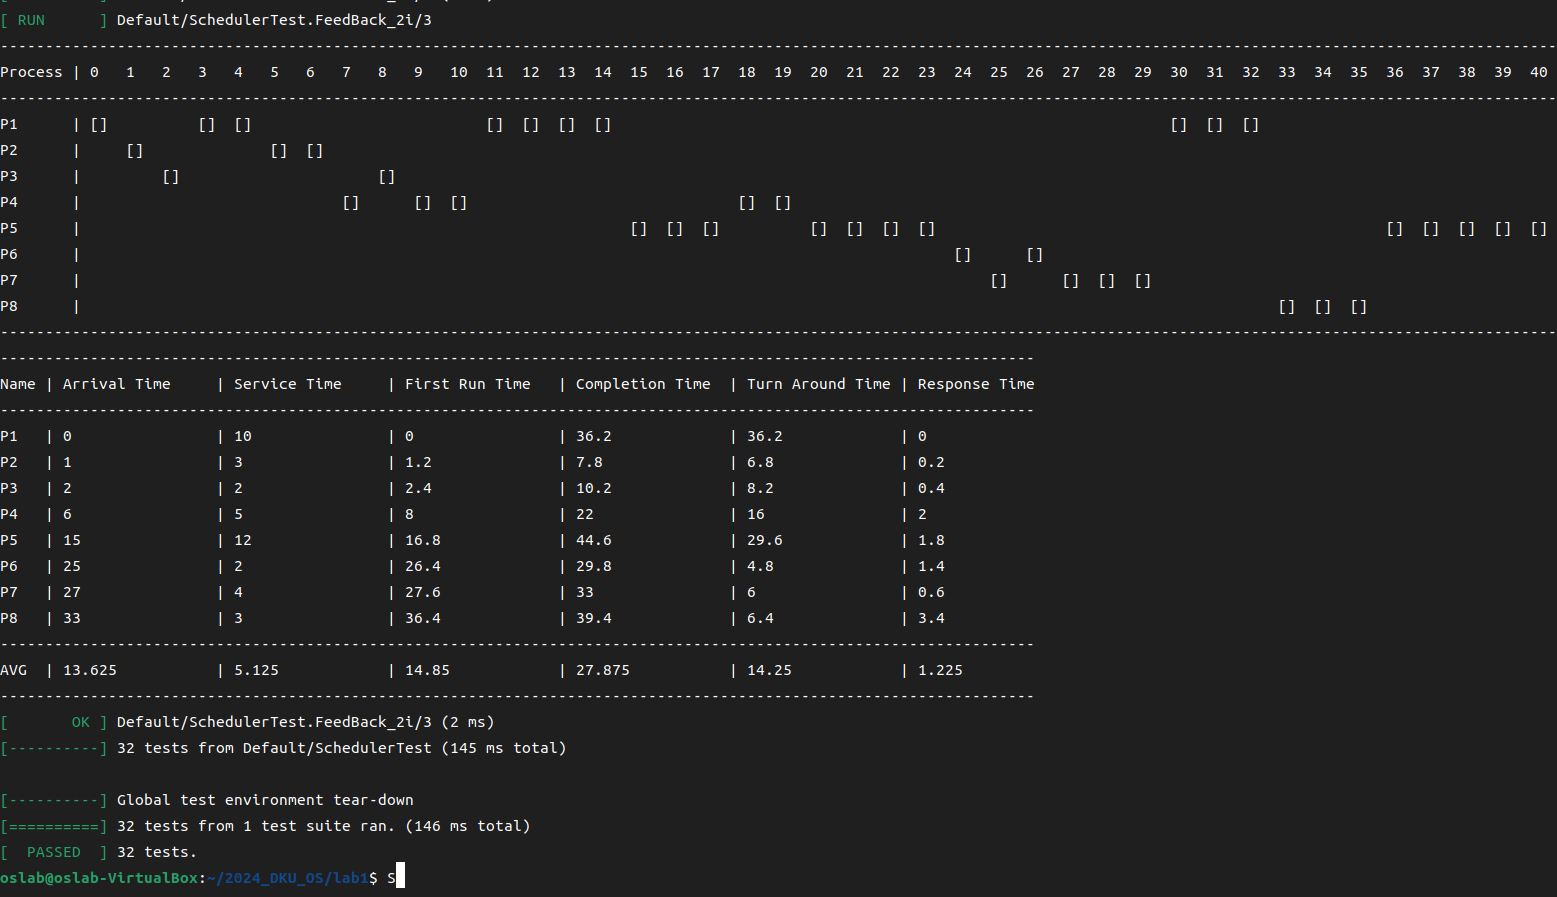 [ RUN      ] Default/SchedulerTest.FeedBack_2i/3
--------------------------------------------------------------------------------------------------------------------------------------------------------------------------------
Process | 0   1   2   3   4   5   6   7   8   9   10  11  12  13  14  15  16  17  18  19  20  21  22  23  24  25  26  27  28  29  30  31  32  33  34  35  36  37  38  39  40
--------------------------------------------------------------------------------------------------------------------------------------------------------------------------------
P1      | []          []  []                          []  []  []  []                                                              []  []  []
P2      |     []              []  []
P3      |         []                      []
P4      |                             []      []  []                              []  []
P5      |                                                             []  []  []          []  []  []  []                                                  []  []  []  []  []
P6      |                                                                                                 []      []
P7      |                                                                                                     []      []  []  []
P8      |                                                                                                                                     []  []  []
--------------------------------------------------------------------------------------------------------------------------------------------------------------------------------
-------------------------------------------------------------------------------------------------------------------
Name | Arrival Time     | Service Time     | First Run Time   | Completion Time  | Turn Around Time | Response Time
-------------------------------------------------------------------------------------------------------------------
P1   | 0                | 10               | 0                | 36.2             | 36.2             | 0
P2   | 1                | 3                | 1.2              | 7.8              | 6.8              | 0.2
P3   | 2                | 2                | 2.4              | 10.2             | 8.2              | 0.4
P4   | 6                | 5                | 8                | 22               | 16               | 2
P5   | 15               | 12               | 16.8             | 44.6             | 29.6             | 1.8
P6   | 25               | 2                | 26.4             | 29.8             | 4.8              | 1.4
P7   | 27               | 4                | 27.6             | 33               | 6                | 0.6
P8   | 33               | 3                | 36.4             | 39.4             | 6.4              | 3.4
-------------------------------------------------------------------------------------------------------------------
AVG  | 13.625           | 5.125            | 14.85            | 27.875           | 14.25            | 1.225
-------------------------------------------------------------------------------------------------------------------
[       OK ] Default/SchedulerTest.FeedBack_2i/3 (2 ms)
[----------] 32 tests from Default/SchedulerTest (145 ms total)
[----------] Global test environment tear-down
[==========] 32 tests from 1 test suite ran. (146 ms total)
[  PASSED  ] 32 tests.
oslab@oslab-VirtualBox:~/2024_DKU_OS/lab1$ S